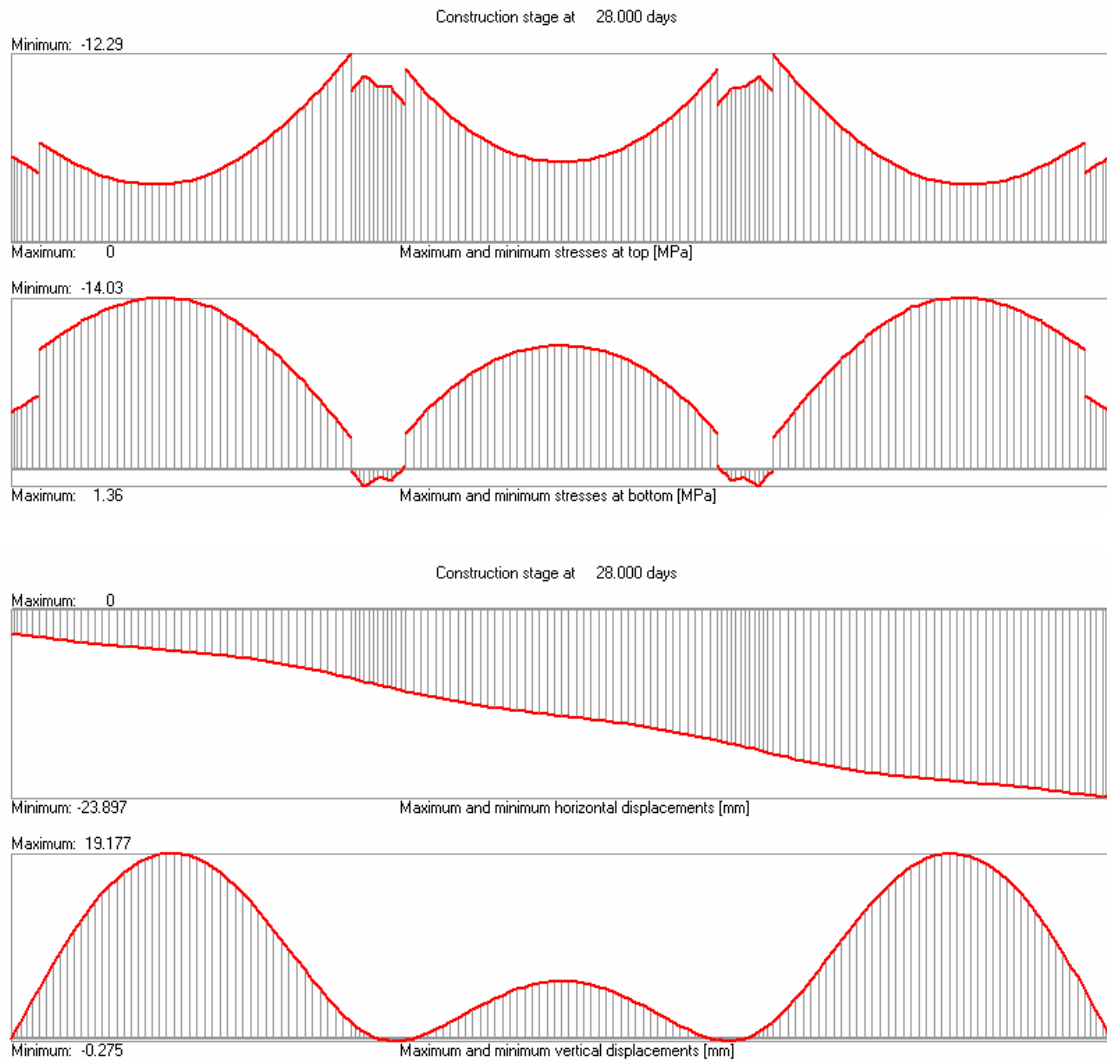 Construction stage at 28.000 days
Minimum: -12.29
Maximum: 0 Maximum and minimum stresses at top [MPa]
Minimum: -14.03
Maximum: 1.36 Maximum and minimum stresses at bottom [MPa]
Construction stage at 28.000 days
Maximum: 0
Minimum: -23.897 Maximum and minimum horizontal displacements [mm]
Maximum: 19.177
Minimum: -0.275 Maximum and minimum vertical displacements [mm]